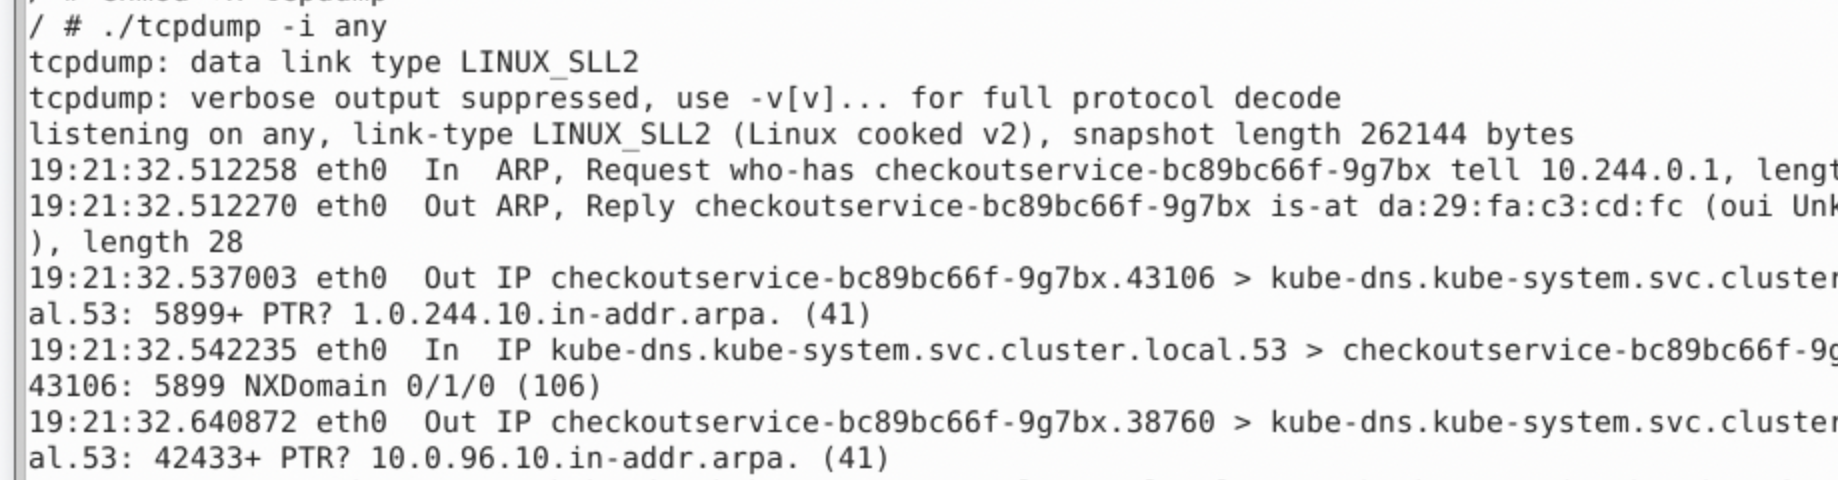 / # ./tcpdump -i any
tcpdump: data link type LINUX_SLL2
tcpdump: verbose output suppressed, use -v[v]... for full protocol decode
listening on any, link-type LINUX_SLL2 (Linux cooked v2), snapshot length 262144 bytes
19:21:32.512258 eth0  In  ARP, Request who-has checkoutservice-bc89bc66f-9g7bx tell 10.244.0.1, lengt
19:21:32.512270 eth0  Out ARP, Reply checkoutservice-bc89bc66f-9g7bx is-at da:29:fa:c3:cd:fc (oui Unk
), length 28
19:21:32.537003 eth0  Out IP checkoutservice-bc89bc66f-9g7bx.43106 > kube-dns.kube-system.svc.cluster
al.53: 5899+ PTR? 1.0.244.10.in-addr.arpa. (41)
19:21:32.542235 eth0  In  IP kube-dns.kube-system.svc.cluster.local.53 > checkoutservice-bc89bc66f-9g
43106: 5899 NXDomain 0/1/0 (106)
19:21:32.640872 eth0  Out IP checkoutservice-bc89bc66f-9g7bx.38760 > kube-dns.kube-system.svc.cluster
al.53: 42433+ PTR? 10.0.96.10.in-addr.arpa. (41)